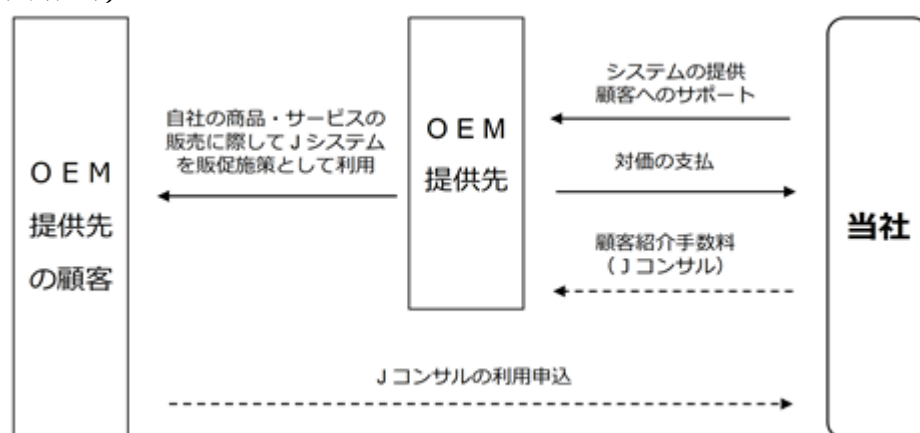 ＯＥＭ
提供先
の顧客
自社の商品・サービスの
販売に際してＪシステム
を販促施策として利用
ＯＥＭ
提供先
システムの提供
顧客へのサポート
対価の支払
顧客紹介手数料
（Ｊコンサル）
当社
Ｊコンサルの利用申込